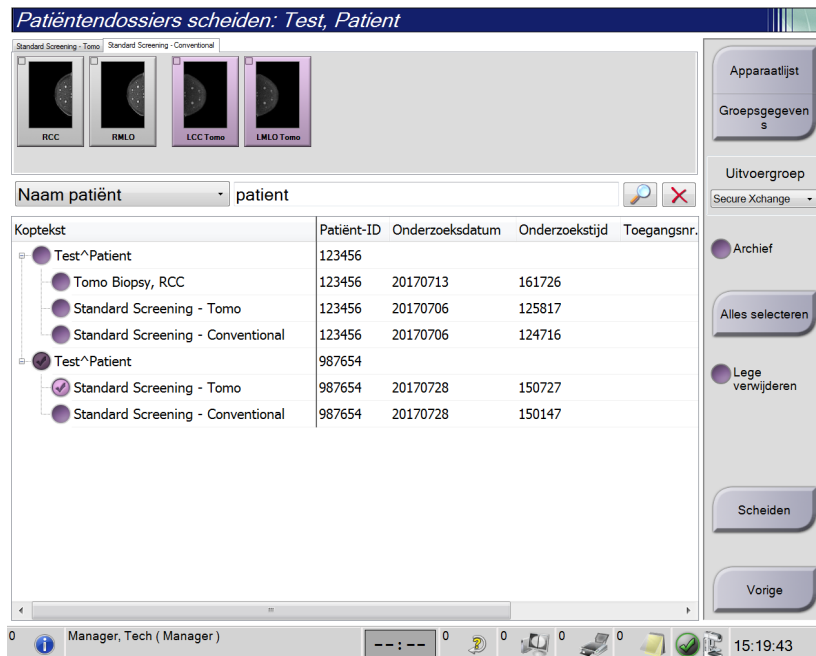 Patiëntendossiers scheiden: Test, Patient
Standard Screening - Tomo
Standard Screening - Conventional
RCC
RMLO
LCC Tomo
LMLO Tomo
Naam patiënt
patient
Koptekst Patiënt-ID Onderzoeksdatum Onderzoekstijd Toegangsnr.
Test^Patient 123456
Tomo Biopsy, RCC 123456 20170713 161726
Standard Screening - Tomo 123456 20170706 125817
Standard Screening - Conventional 123456 20170706 124716
Test^Patient 987654
Standard Screening - Tomo 987654 20170728 150727
Standard Screening - Conventional 987654 20170728 150147
Apparaatlijst
Groepsgegeven
s
Uitvoergroep
Secure Xchange
Archief
Alles selecteren
Lege
verwijderen
Scheiden
Vorige
0 Manager, Tech ( Manager ) --:-- 0 0 0 0 15:19:43